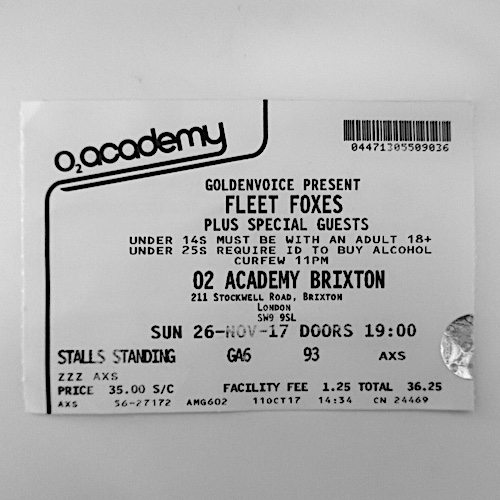 O2 academy
04471305509036
GOLDENVOICE PRESENT
FLEET FOXES
PLUS SPECIAL GUESTS
UNDER 14S MUST BE WITH AN ADULT 18+
UNDER 25S REQUIRE ID TO BUY ALCOHOL
CURFEW 11PM
O2 ACADEMY BRIXTON
211 STOCKWELL ROAD, BRIXTON
LONDON
SW9 9SL
SUN 26-NOV-17 DOORS 19:00
STALLS STANDING GA6 93 AXS
ZZZ AXS
PRICE 35.00 S/C FACILITY FEE 1.25 TOTAL 36.25
AXS 56-27172 AMG602 11OCT17 14:34 CN 24469